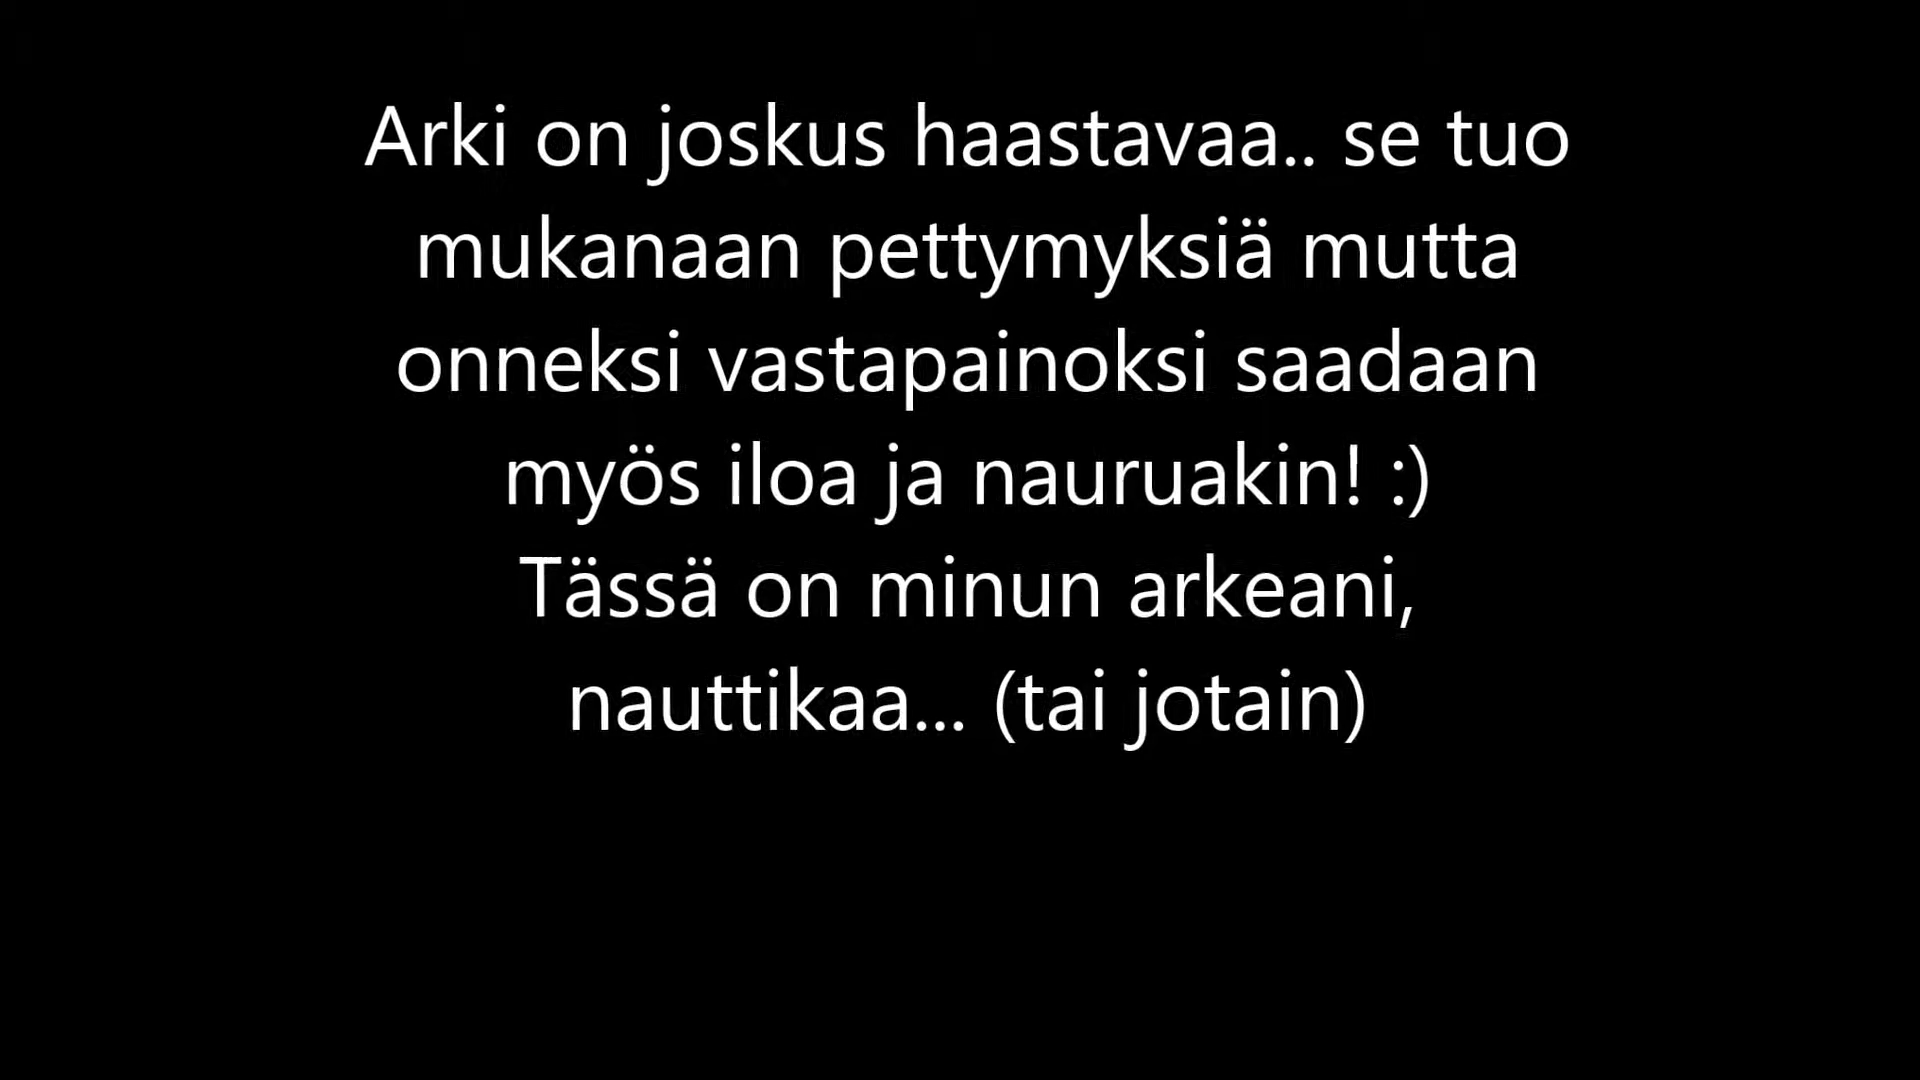 Arki on joskus haastavaa.. se tuo
mukanaan pettymyksiä mutta
onneksi vastapainoksi saadaan
myös iloa ja nauruakin! :)
Tässä on minun arkeani,
nauttikaa... (tai jotain)